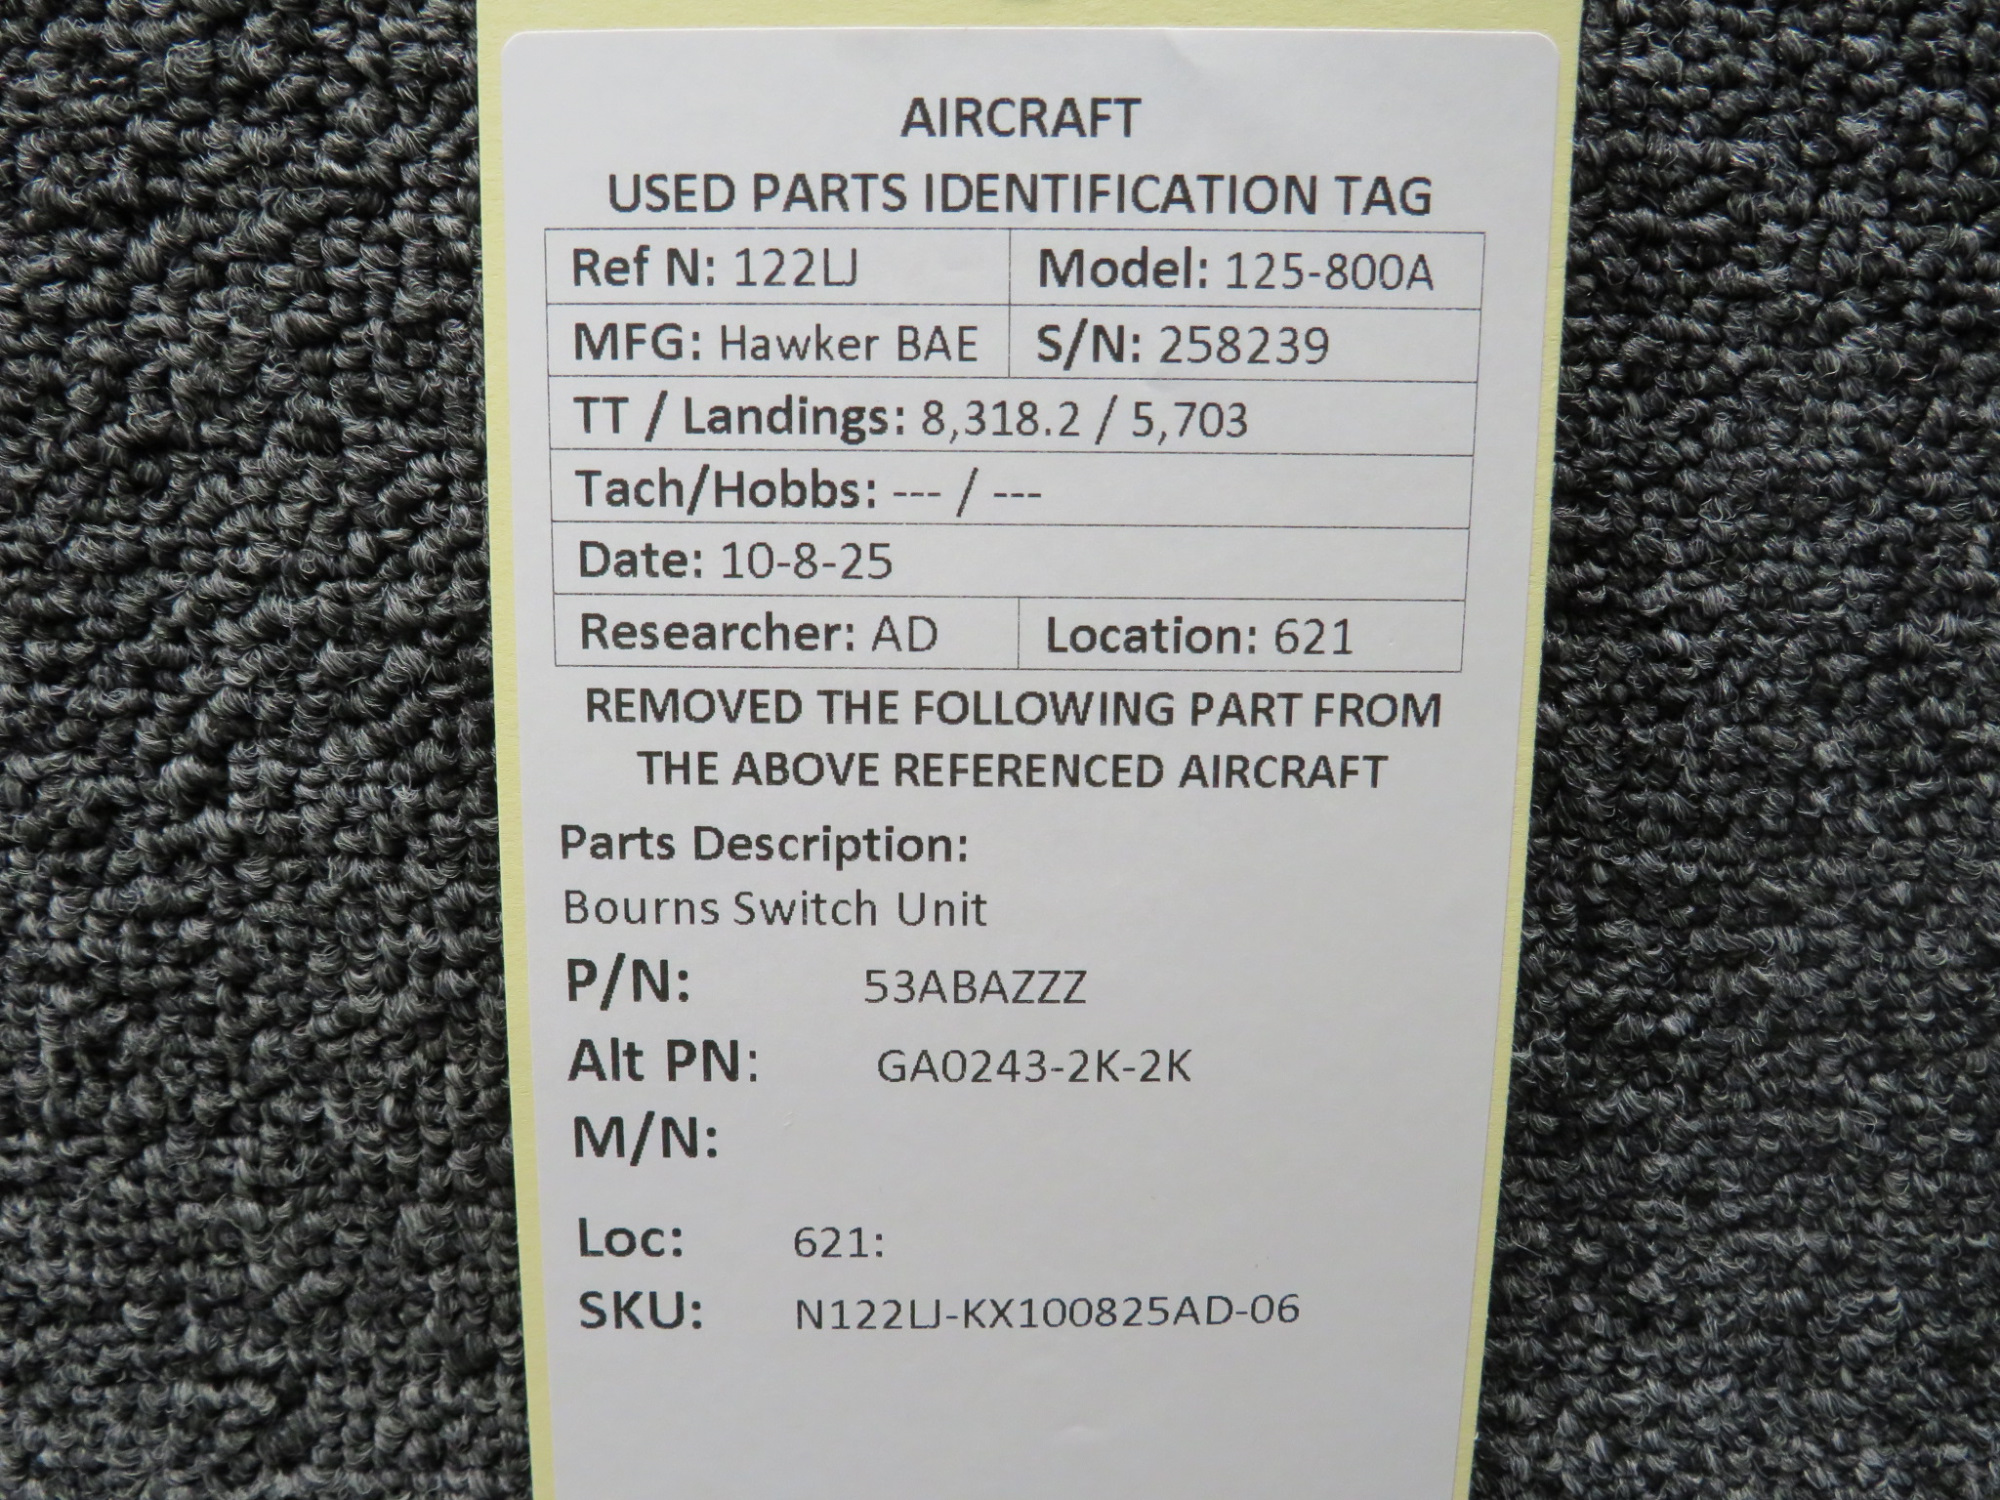 AIRCRAFT
USED PARTS IDENTIFICATION TAG
Ref N: 122LJ Model: 125-800A
MFG: Hawker BAE S/N: 258239
TT / Landings: 8,318.2 / 5,703
Tach/Hobbs: --- / ---
Date: 10-8-25
Researcher: AD Location: 621
REMOVED THE FOLLOWING PART FROM
THE ABOVE REFERENCED AIRCRAFT
Parts Description:
Bourns Switch Unit
P/N: 53ABAZZZ
Alt PN: GA0243-2K-2K
M/N:
Loc: 621:
SKU: N122LJ-KX100825AD-06